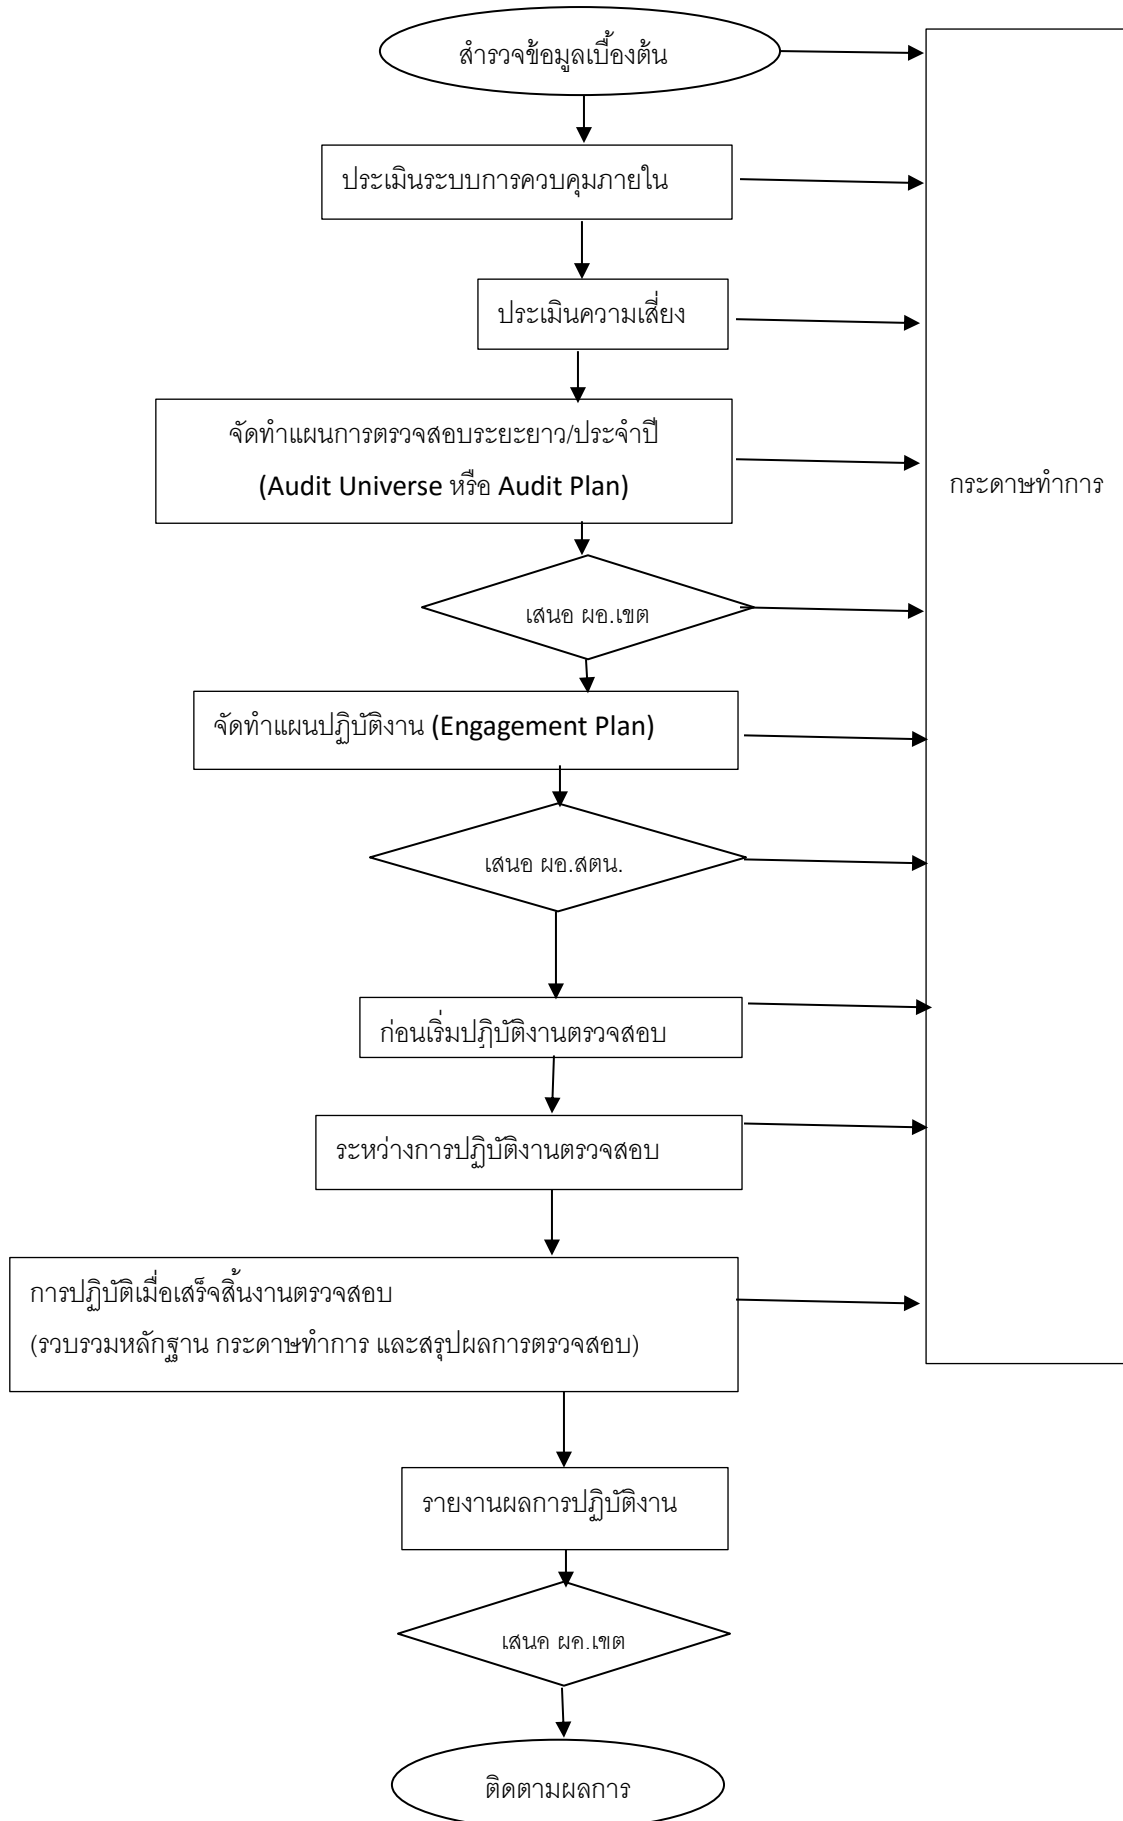 สำรวจข้อมูลเบื้องต้น
ประเมินระบบการควบคุมภายใน
ประเมินความเสี่ยง
จัดทำแผนการตรวจสอบระยะยาว/ประจำปี
(Audit Universe หรือ Audit Plan)
กระดาษทำการ
เสนอ ผอ.เขต
จัดทำแผนปฏิบัติงาน (Engagement Plan)
เสนอ ผอ.สตน.
ก่อนเริ่มปฏิบัติงานตรวจสอบ
ระหว่างการปฏิบัติงานตรวจสอบ
การปฏิบัติเมื่อเสร็จสิ้นงานตรวจสอบ
(รวบรวมหลักฐาน กระดาษทำการ และสรุปผลการตรวจสอบ)
รายงานผลการปฏิบัติงาน
เสนอ ผอ.เขต
ติดตามผลการ